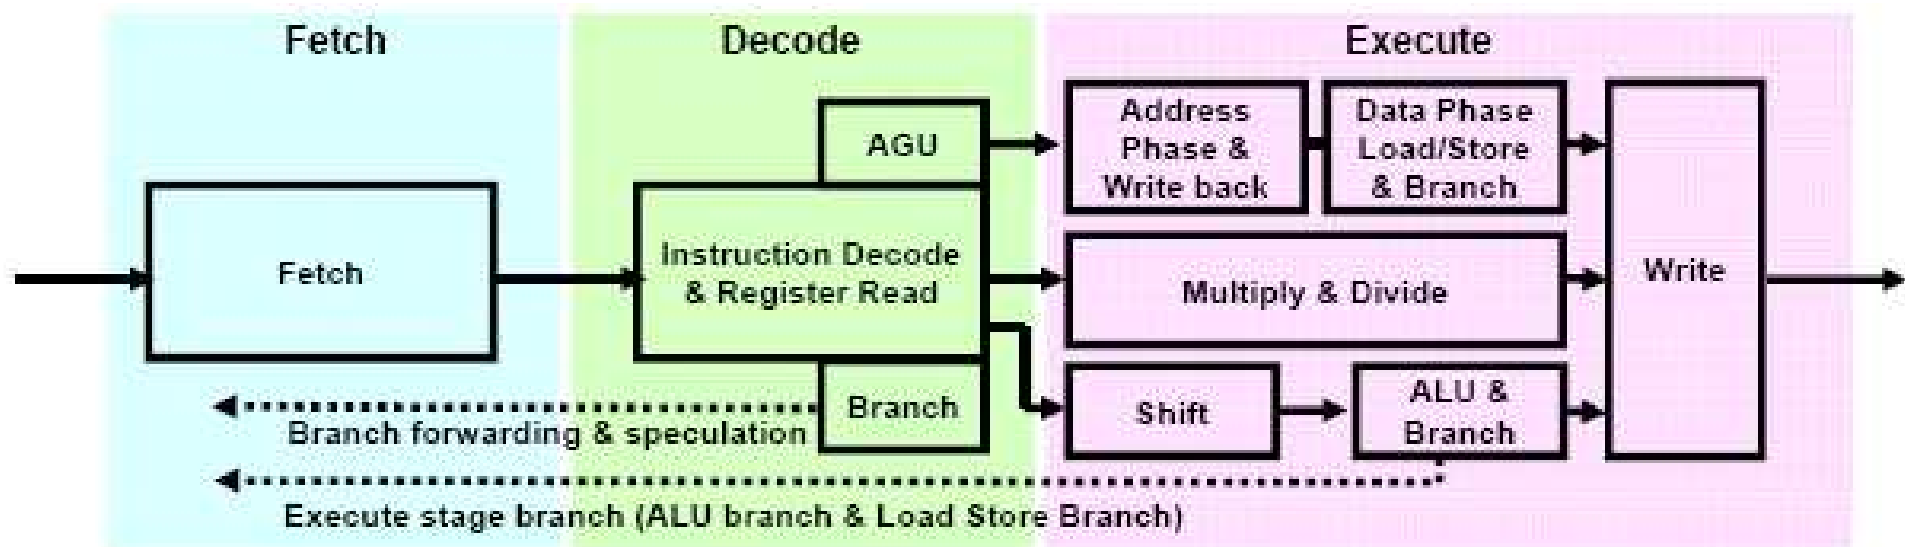 Fetch
Decode
Execute
AGU
Address
Phase &
Write back
Data Phase
Load/Store
& Branch
Fetch
Instruction Decode
& Register Read
Multiply & Divide
Write
Branch
Shift
ALU &
Branch
Branch forwarding & speculation
Execute stage branch (ALU branch & Load Store Branch)